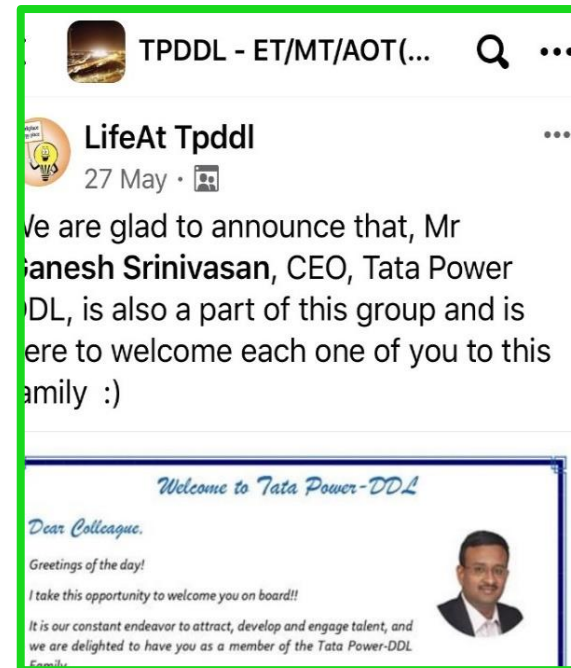 TPDDL - ET/MT/AOT(...
LifeAt Tpddl
27 May ·
We are glad to announce that, Mr
Ganesh Srinivasan, CEO, Tata Power
DDL, is also a part of this group and is
here to welcome each one of you to this
family :)
Welcome to Tata Power-DDL
Dear Colleague,
Greetings of the day!
I take this opportunity to welcome you on board!!
It is our constant endeavor to attract, develop and engage talent, and
we are delighted to have you as a member of the Tata Power-DDL
Family